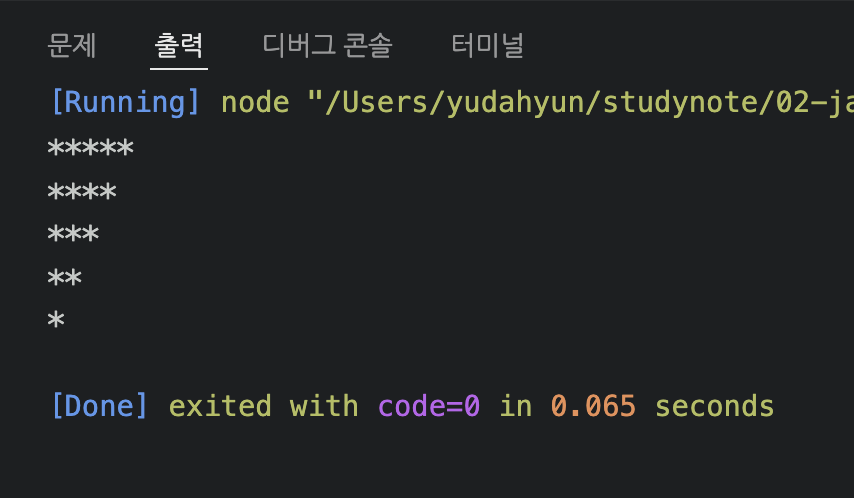 문제 출력 디버그 콘솔 터미널
[Running] node "/Users/yudahyun/studynote/02-ja
*****
****
***
**
*
[Done] exited with code=0 in 0.065 seconds